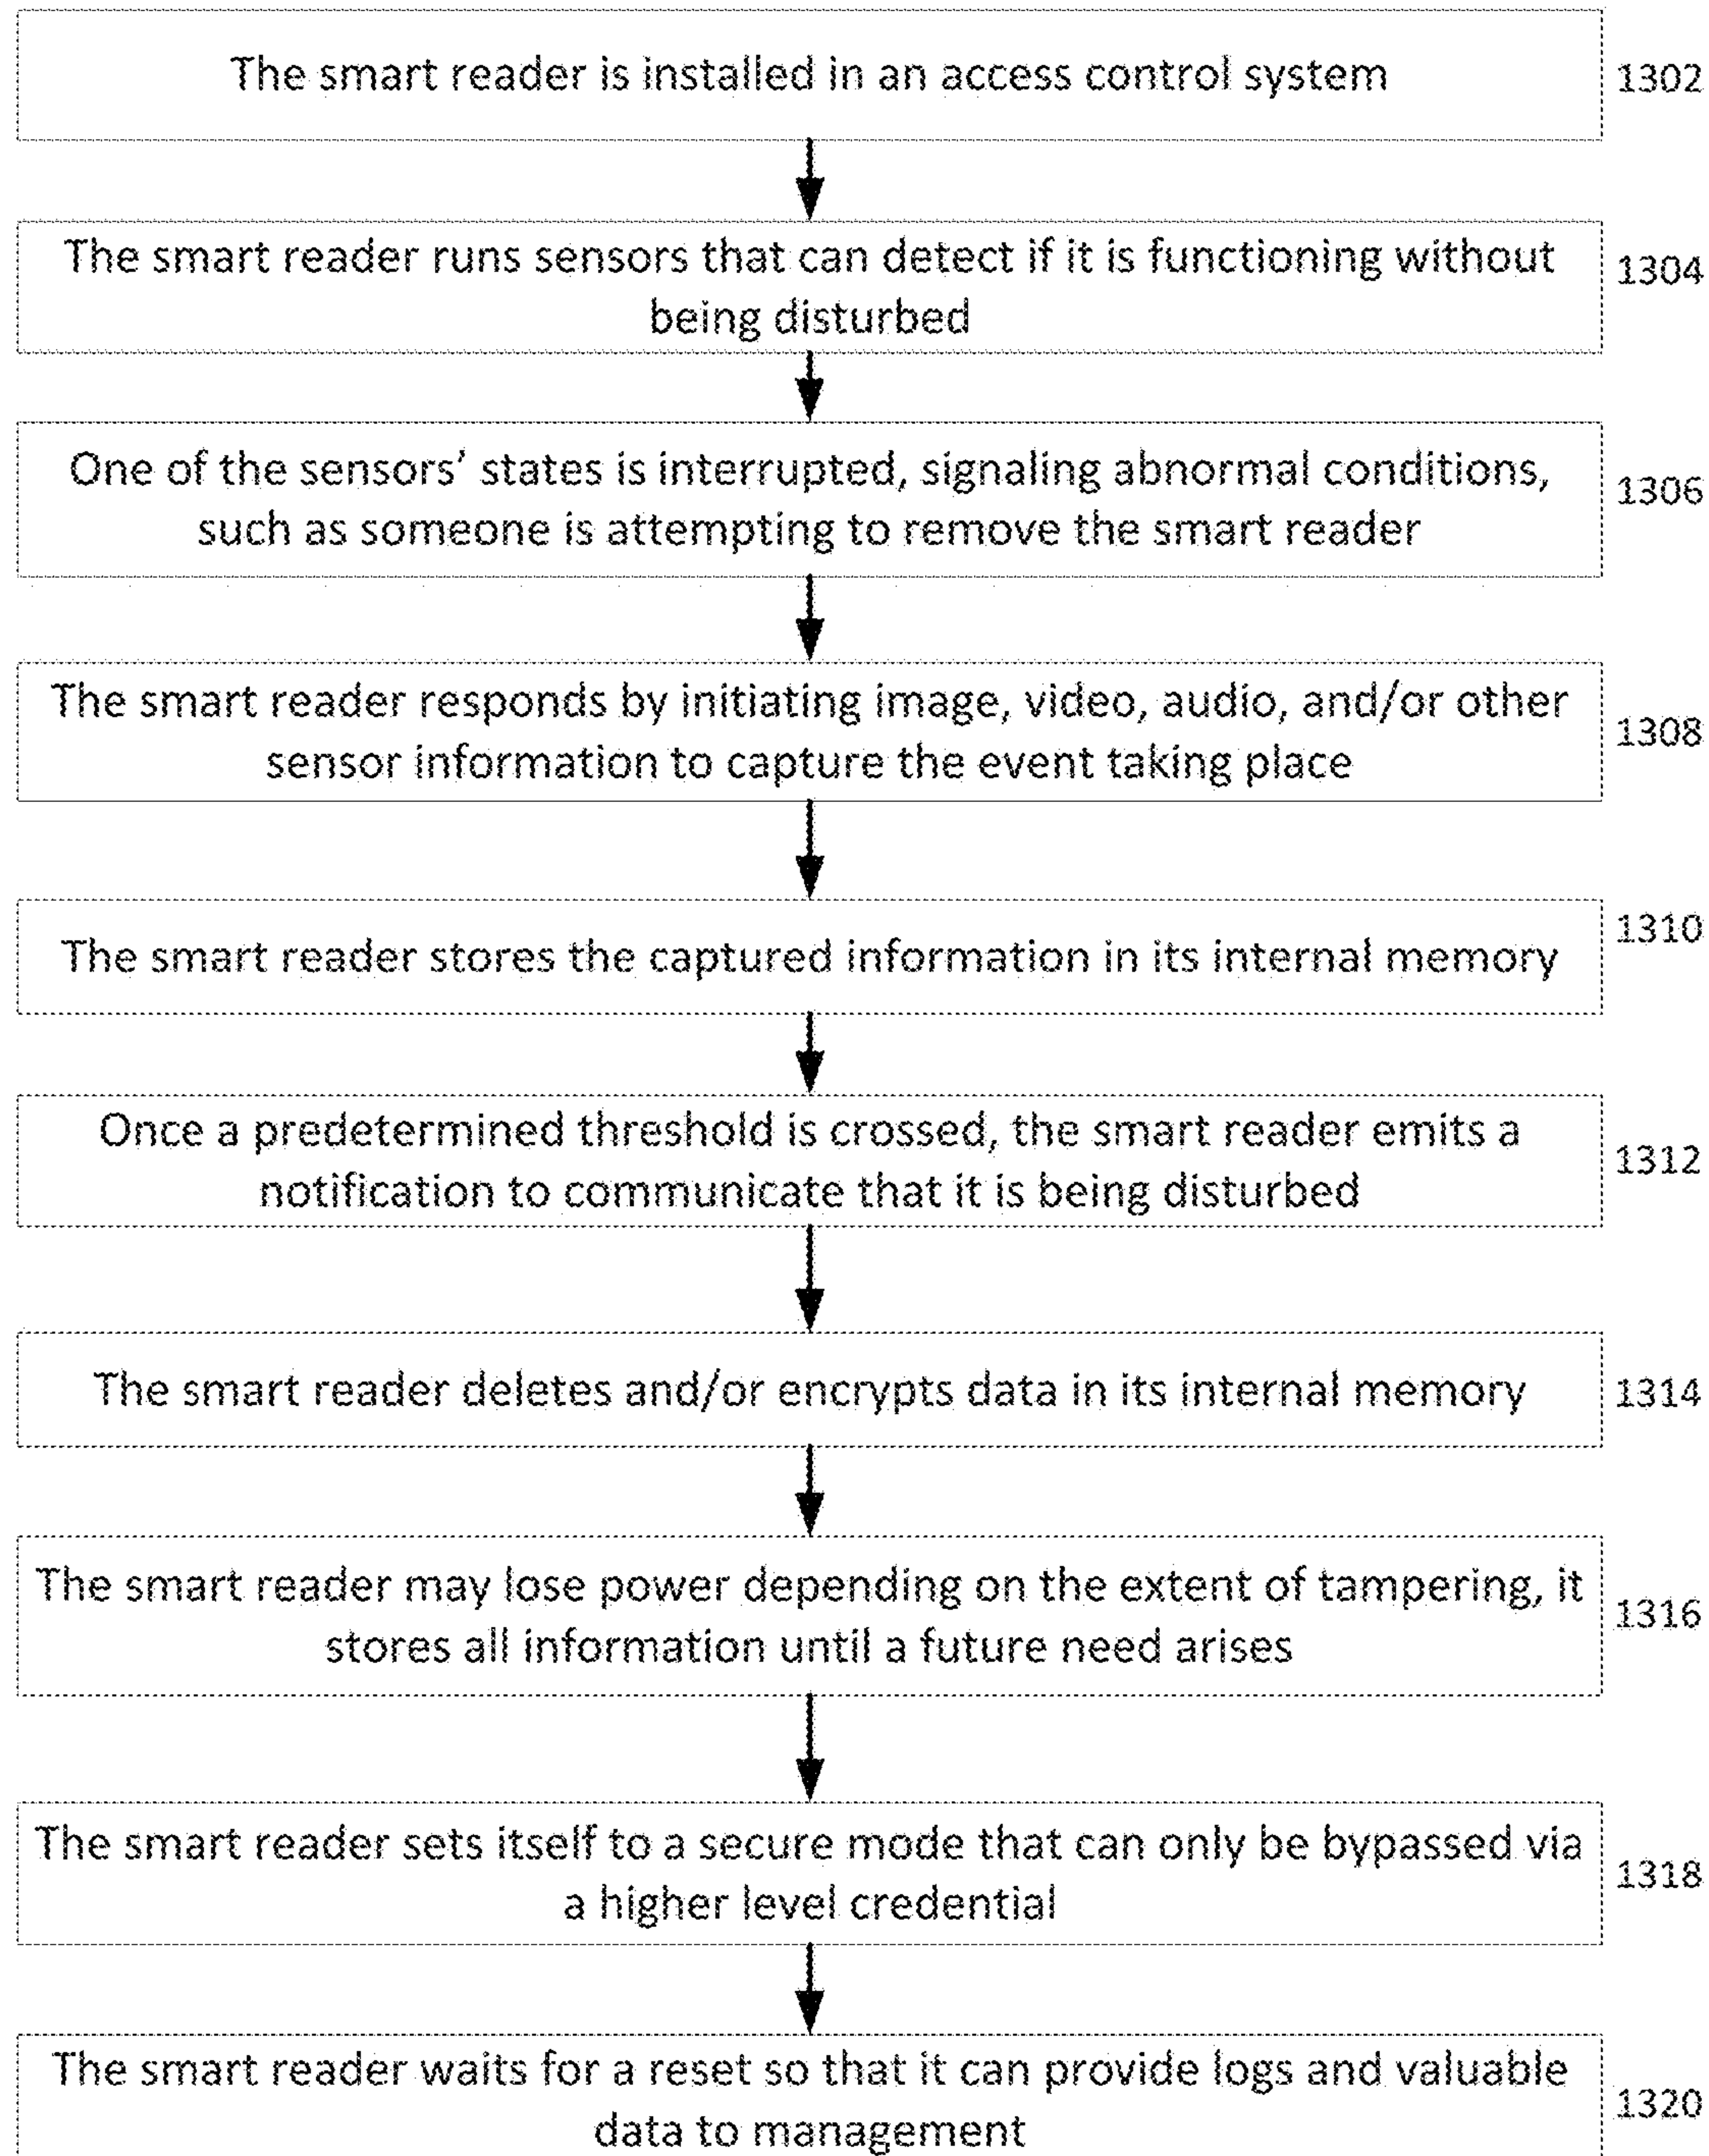 The smart reader is installed in an access control system
1302
The smart reader runs sensors that can detect if it is functioning without
being disturbed
1304
One of the sensors’ states is interrupted, signaling abnormal conditions,
such as someone is attempting to remove the smart reader
1306
The smart reader responds by initiating image, video, audio, and/or other
sensor information to capture the event taking place
1308
The smart reader stores the captured information in its internal memory
1310
Once a predetermined threshold is crossed, the smart reader emits a
notification to communicate that it is being disturbed
1312
The smart reader deletes and/or encrypts data in its internal memory
1314
The smart reader may lose power depending on the extent of tampering, it
stores all information until a future need arises
1316
The smart reader sets itself to a secure mode that can only be bypassed via
a higher level credential
1318
The smart reader waits for a reset so that it can provide logs and valuable
data to management
1320